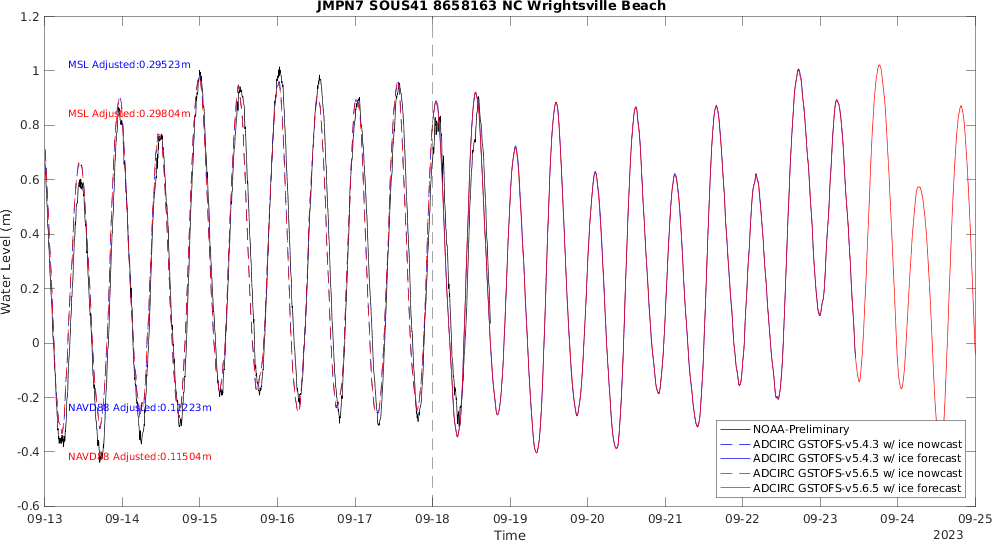 JMPN7 SOUS41 8658163 NC Wrightsville Beach
1.2
1
0.8
0.6
0.4
0.2
0
-0.2
-0.4
-0.6
Water Level (m)
MSL Adjusted:0.29523m
MSL Adjusted:0.29804m
NAVD88 Adjusted:0.11223m
NAVD88 Adjusted:0.11504m
NOAA-Preliminary
ADCIRC GSTOFS-v5.4.3 w/ ice nowcast
ADCIRC GSTOFS-v5.4.3 w/ ice forecast
ADCIRC GSTOFS-v5.6.5 w/ ice nowcast
ADCIRC GSTOFS-v5.6.5 w/ ice forecast
09-13 09-14 09-15 09-16 09-17 09-18 09-19 09-20 09-21 09-22 09-23 09-24 09-25
Time
2023